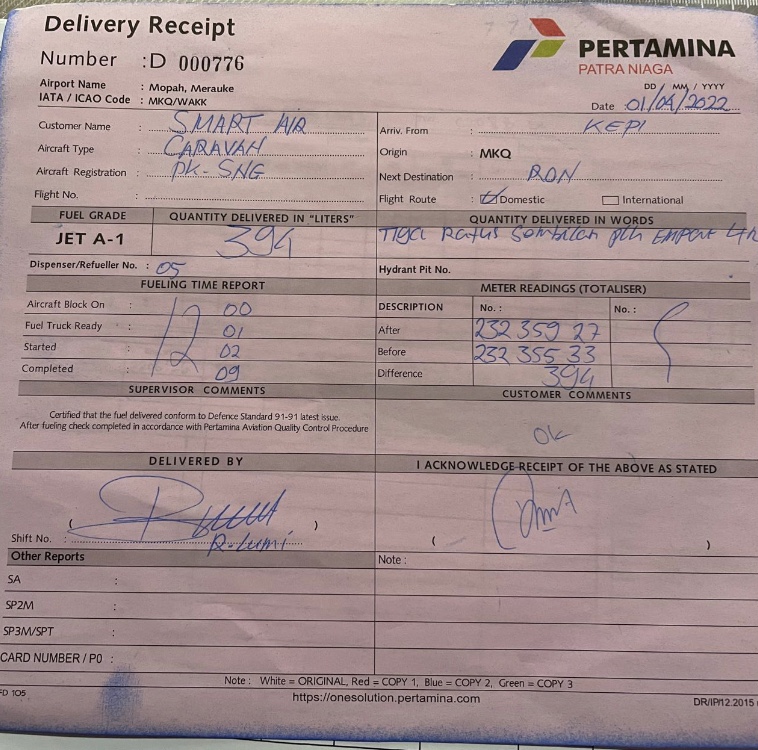 Delivery Receipt
Number :D 000776
PERTAMINA
PATRA NIAGA
Airport Name : Mopah, Merauke
IATA / ICAO Code : MKQ/WAKK
DD / MM / YYYY
Date 01/04/2022
Customer Name : SMART AIR
Arriv. From : KEPI
Aircraft Type : CARAVAN
Origin : MKQ
Aircraft Registration : PK-SNG
Next Destination : RON
Flight No. :
Flight Route : Domestic International
FUEL GRADE QUANTITY DELIVERED IN "LITERS" QUANTITY DELIVERED IN WORDS
JET A-1 394 Tiga Ratus Sembilan plh EMPAT
Dispenser/Refueller No. : 05
Hydrant Pit No.
FUELING TIME REPORT METER READINGS (TOTALISER)
Aircraft Block On : 12 00
DESCRIPTION No. : No. :
Fuel Truck Ready : 01
After 232 359 27
Started : 02
Before 232 355 33
Completed : 09
Difference 394
SUPERVISOR COMMENTS CUSTOMER COMMENTS
Certified that the fuel delivered conform to Defence Standard 91-91 latest issue.
After fueling check completed in accordance with Pertamina Aviation Quality Control Procedure
Ok
DELIVERED BY I ACKNOWLEDGE RECEIPT OF THE ABOVE AS STATED
( )
Shift No. : R-Lumi
( )
Other Reports Note :
SA :
SP2M :
SP3M/SPT :
CARD NUMBER / PO :
Note : White = ORIGINAL, Red = COPY 1, Blue = COPY 2, Green = COPY 3
FD 105 https://onesolution.pertamina.com DR/IP/12.2015